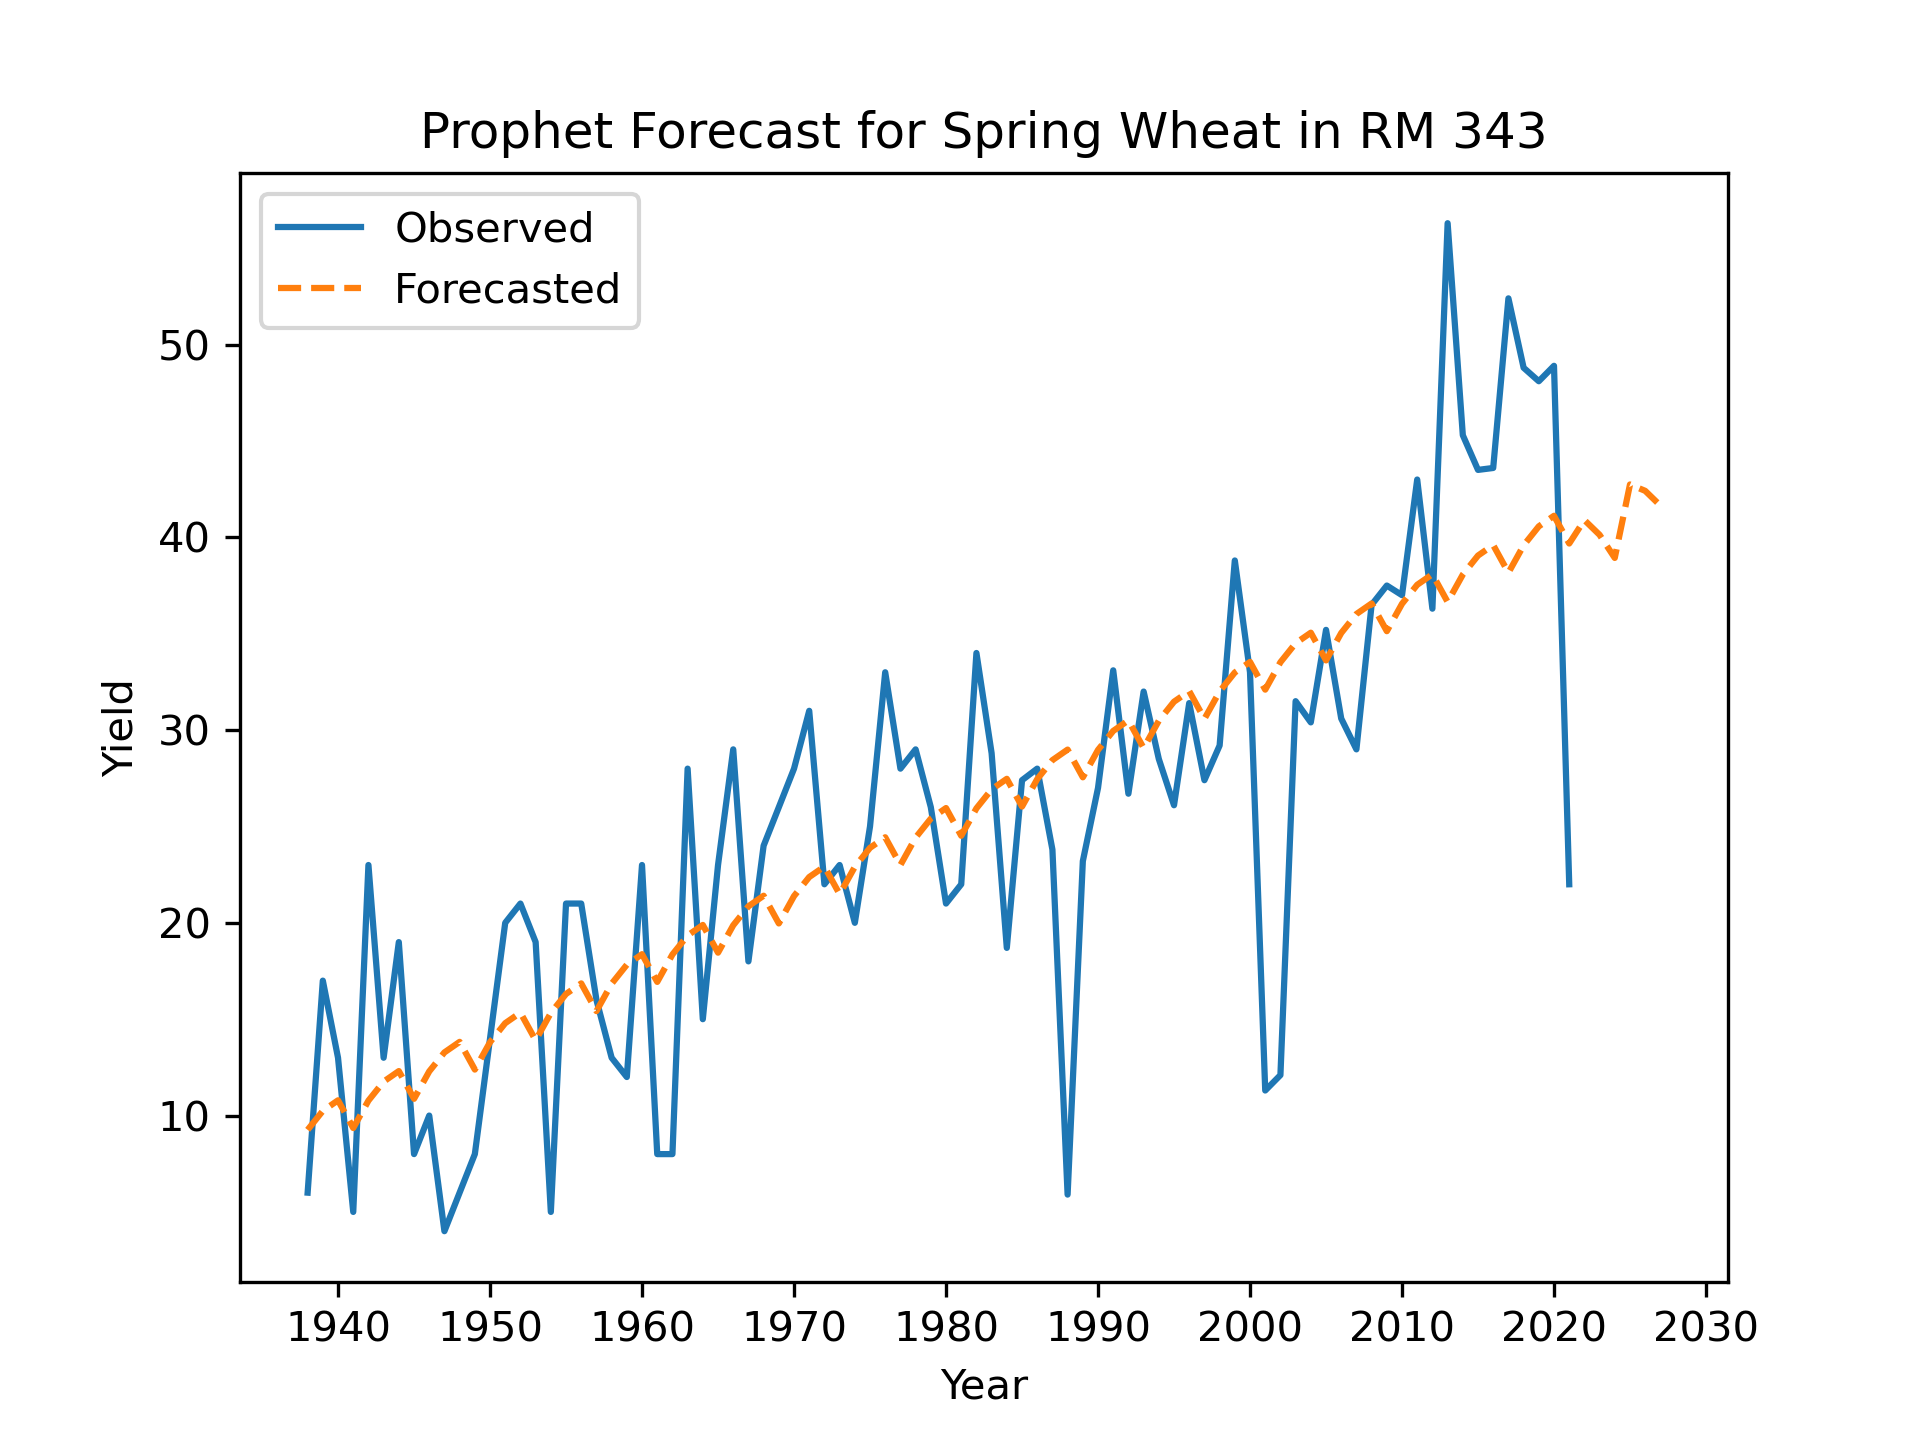 Prophet Forecast for Spring Wheat in RM 343
Observed
Forecasted
50
40
30
20
10
Yield
1940 1950 1960 1970 1980 1990 2000 2010 2020 2030
Year